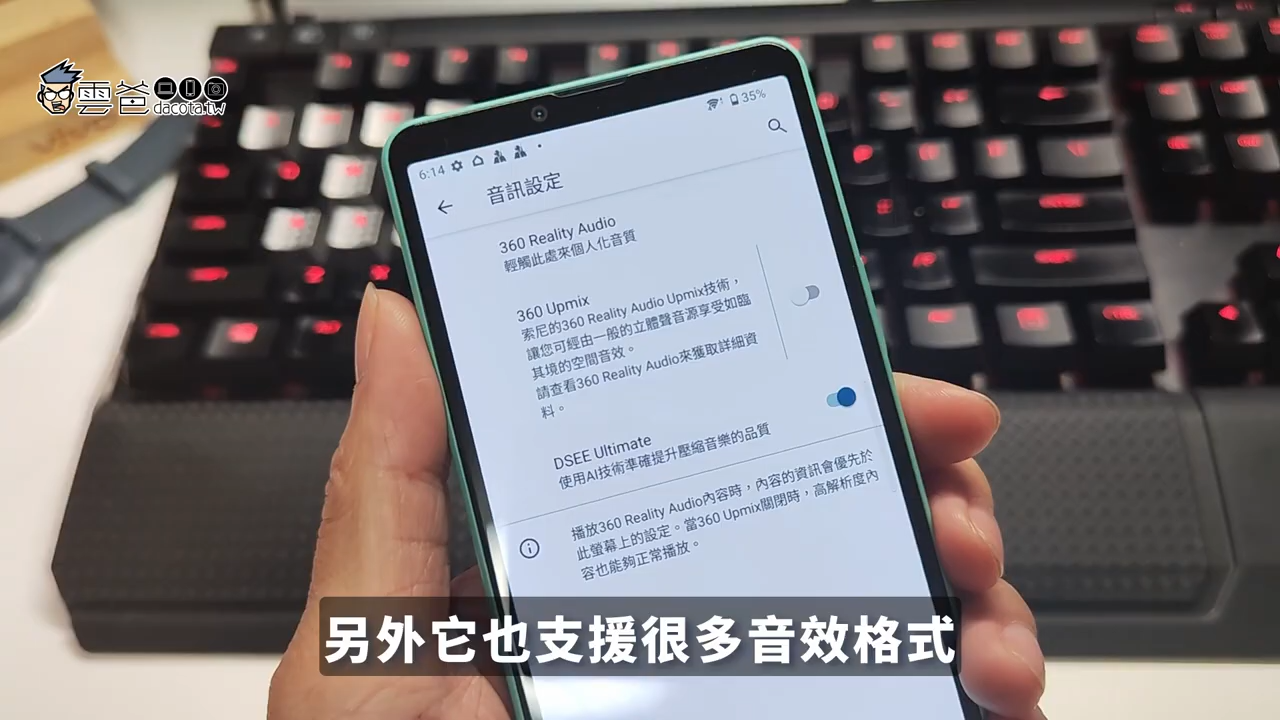 雲爸
dacota.tw
6:14
35%
音訊設定
360 Reality Audio
輕觸此處來個人化音質
360 Upmix
索尼的360 Reality Audio Upmix技術，
讓您可經由一般的立體聲音源享受如臨
其境的空間音效。
請查看360 Reality Audio來獲取詳細資
料。
DSEE Ultimate
使用AI技術準確提升壓縮音樂的品質
播放360 Reality Audio內容時，內容的資訊會優先於
此螢幕上的設定。當360 Upmix關閉時，高解析度內
容也能夠正常播放。
另外它也支援很多音效格式